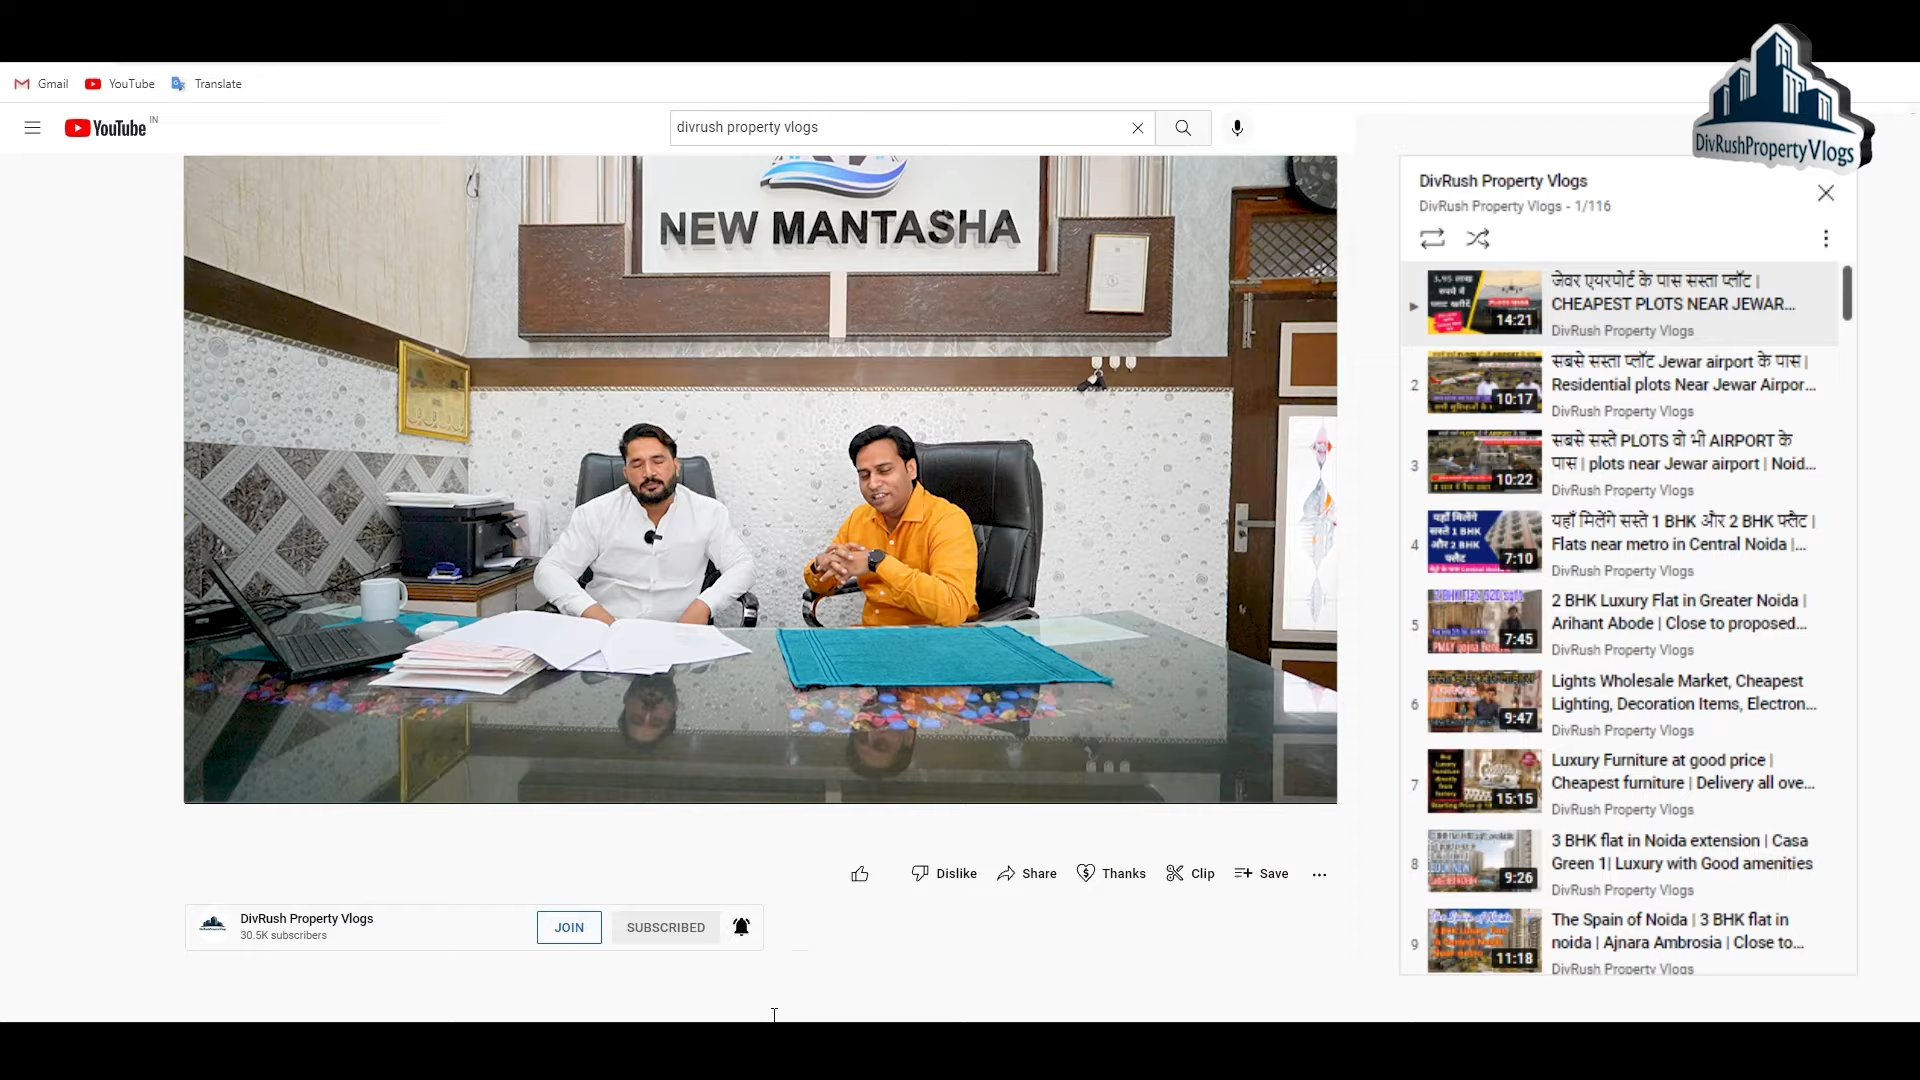 Gmail YouTube Translate
DivRushPropertyVlogs
YouTube IN
divrush property vlogs
NEW MANTASHA
DivRush Property Vlogs
DivRush Property Vlogs - 1/116
14:21
जेवर एयरपोर्ट के पास सस्ता प्लॉट |
CHEAPEST PLOTS NEAR JEWAR...
DivRush Property Vlogs
2
10:17
सबसे सस्ता प्लॉट Jewar airport के पास |
Residential plots Near Jewar Airpor...
DivRush Property Vlogs
3
10:22
सबसे सस्ते PLOTS वो भी AIRPORT के
पास | plots near Jewar airport | Noid...
DivRush Property Vlogs
4
यहाँ मिलेंगे
सस्ते 1 BHK
और 2 BHK
फ्लैट
7:10
यहाँ मिलेंगे सस्ते 1 BHK और 2 BHK फ्लैट |
Flats near metro in Central Noida |...
DivRush Property Vlogs
5
7:45
2 BHK Luxury Flat in Greater Noida |
Arihant Abode | Close to proposed...
DivRush Property Vlogs
6
9:47
Lights Wholesale Market, Cheapest
Lighting, Decoration Items, Electron...
DivRush Property Vlogs
7
15:15
Luxury Furniture at good price |
Cheapest furniture | Delivery all ove...
DivRush Property Vlogs
8
9:26
3 BHK flat in Noida extension | Casa
Green 1| Luxury with Good amenities
DivRush Property Vlogs
9
11:18
The Spain of Noida | 3 BHK flat in
noida | Ajnara Ambrosia | Close to...
DivRush Property Vlogs
Dislike Share Thanks Clip Save
DivRush Property Vlogs
30.5K subscribers
JOIN SUBSCRIBED